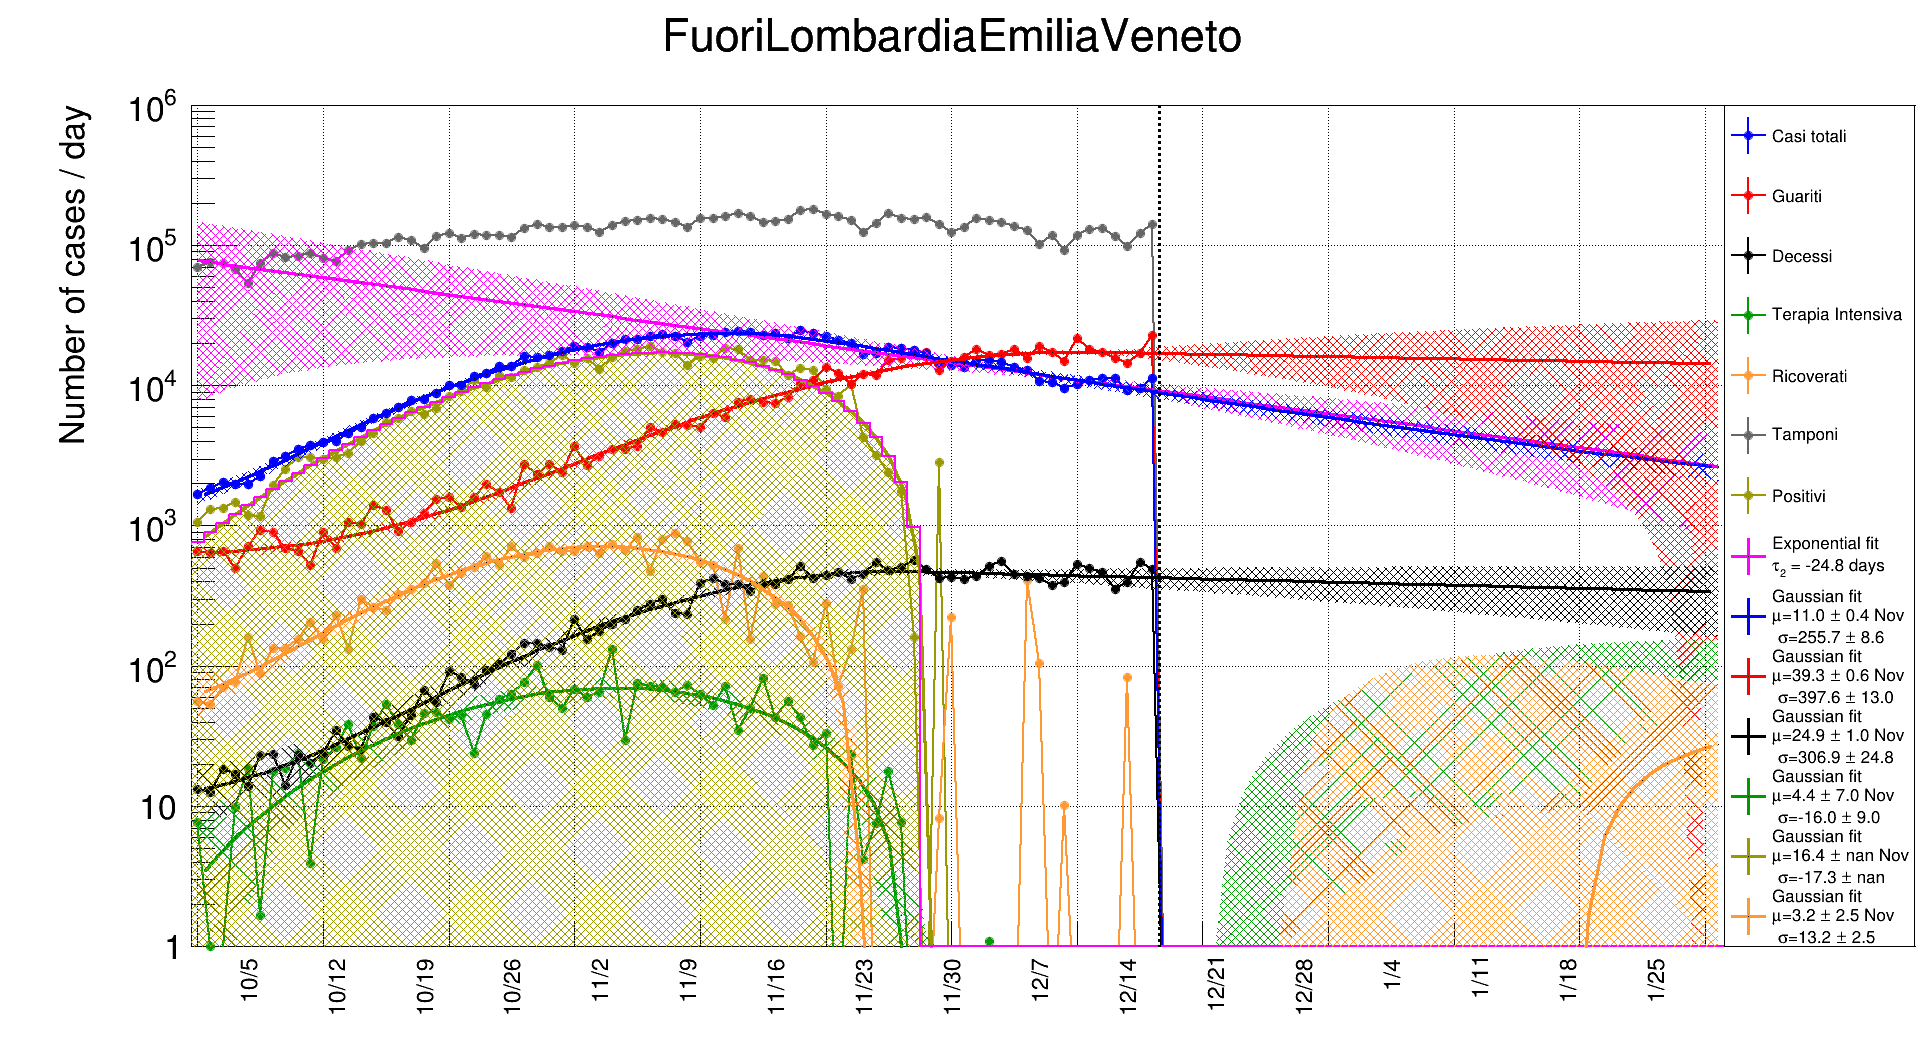 FuoriLombardiaEmiliaVeneto
Number of cases / day
10^6
10^5
10^4
10^3
10^2
10
1
10/5
10/12
10/19
10/26
11/2
11/9
11/16
11/23
11/30
12/7
12/14
12/21
12/28
1/4
1/11
1/18
1/25
Casi totali
Guariti
Decessi
Terapia Intensiva
Ricoverati
Tamponi
Positivi
Exponential fit
τ₂ = -24.8 days
Gaussian fit
μ=11.0 ± 0.4 Nov
σ=255.7 ± 8.6
Gaussian fit
μ=39.3 ± 0.6 Nov
σ=397.6 ± 13.0
Gaussian fit
μ=24.9 ± 1.0 Nov
σ=306.9 ± 24.8
Gaussian fit
μ=4.4 ± 7.0 Nov
σ=-16.0 ± 9.0
Gaussian fit
μ=16.4 ± nan Nov
σ=-17.3 ± nan
Gaussian fit
μ=3.2 ± 2.5 Nov
σ=13.2 ± 2.5